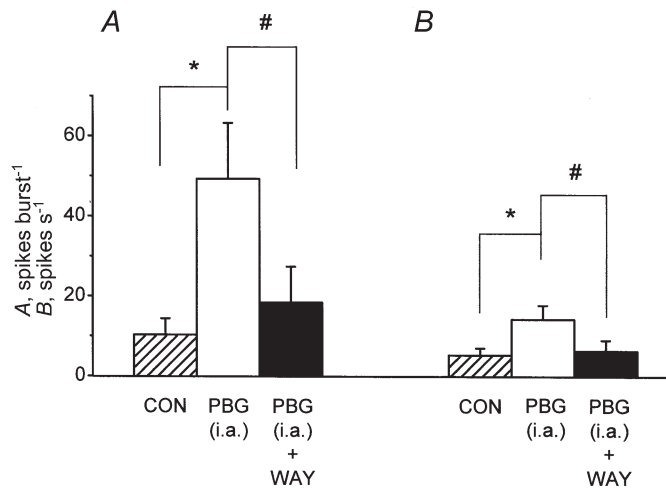 A
B
#
*
#
*
A, spikes burst⁻¹
B, spikes s⁻¹
60
40
20
0
CON PBG (i.a.) PBG (i.a.) + WAY
CON PBG (i.a.) PBG (i.a.) + WAY